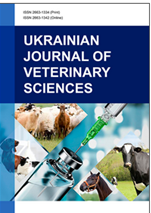 ISSN 2663-1334 (Print)
ISSN 2663-1342 (Online)
UKRAINIAN
JOURNAL OF
VETERINARY
SCIENCES